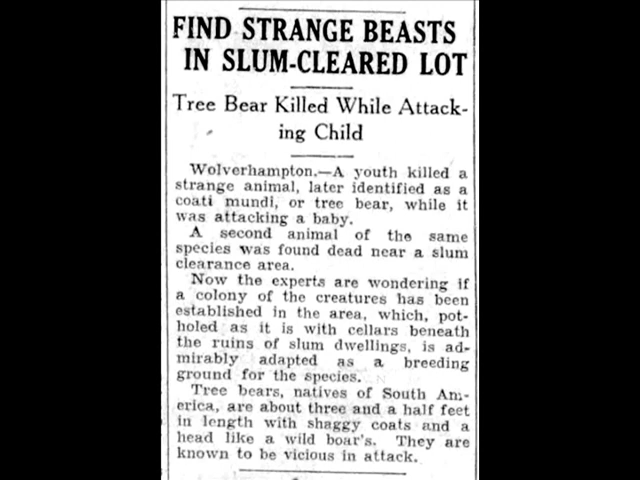 FIND STRANGE BEASTS
IN SLUM-CLEARED LOT
Tree Bear Killed While Attack-
ing Child
Wolverhampton.—A youth killed a
strange animal, later identified as a
coati mundi, or tree bear, while it
was attacking a baby.
A second animal of the same
species was found dead near a slum
clearance area.
Now the experts are wondering if
a colony of the creatures has been
established in the area, which, pot-
holed as it is with cellars beneath
the ruins of slum dwellings, is ad-
mirably adapted as a breeding
ground for the species.
Tree bears, natives of South Am-
erica, are about three and a half feet
in length with shaggy coats and a
head like a wild boar's. They are
known to be vicious in attack.